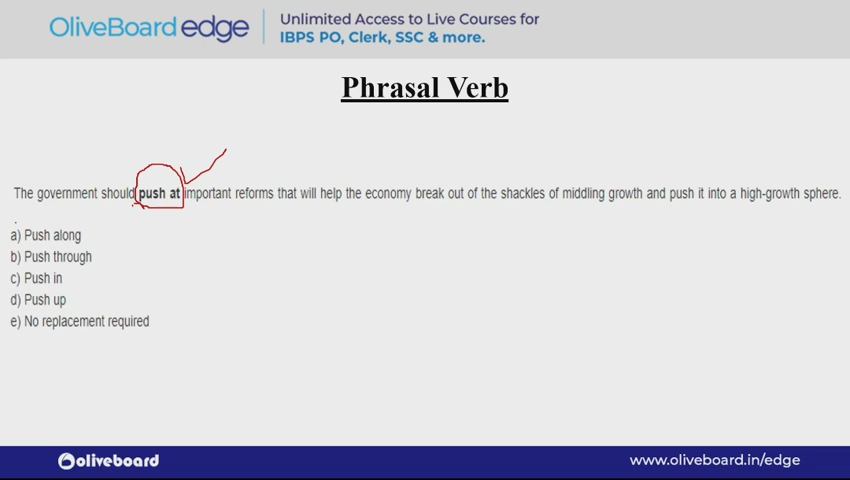 OliveBoard edge
Unlimited Access to Live Courses for
IBPS PO, Clerk, SSC & more.
Phrasal Verb
The government should push at important reforms that will help the economy break out of the shackles of middling growth and push it into a high-growth sphere.
.
a) Push along
b) Push through
c) Push in
d) Push up
e) No replacement required
oliveboard
www.oliveboard.in/edge